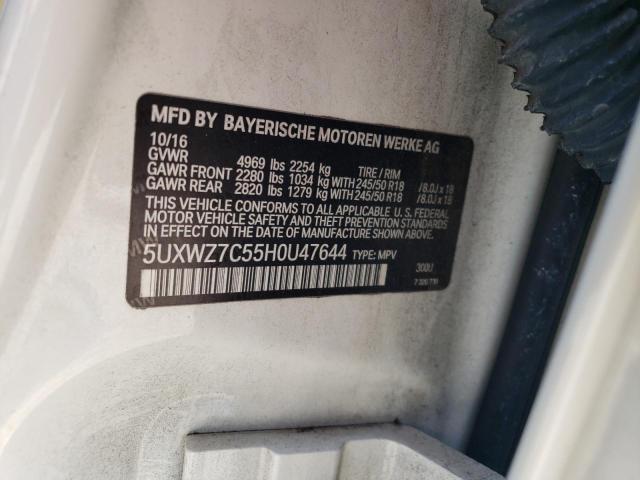 MFD BY BAYERISCHE MOTOREN WERKE AG
10/16
GVWR 4969 lbs 2254 kg TIRE / RIM
GAWR FRONT 2280 lbs 1034 kg WITH 245/50 R18 / 8.0J x 18
GAWR REAR 2820 lbs 1279 kg WITH 245/50 R18 / 8.0J x 18
THIS VEHICLE CONFORMS TO ALL APPLICABLE U. S. FEDERAL
MOTOR VEHICLE SAFETY AND THEFT PREVENTION
STANDARDS IN EFFECT ON THE DATE OF MANUFACTURE
SHOWN ABOVE.
5UXWZ7C55H0U47644 TYPE: MPV
300U